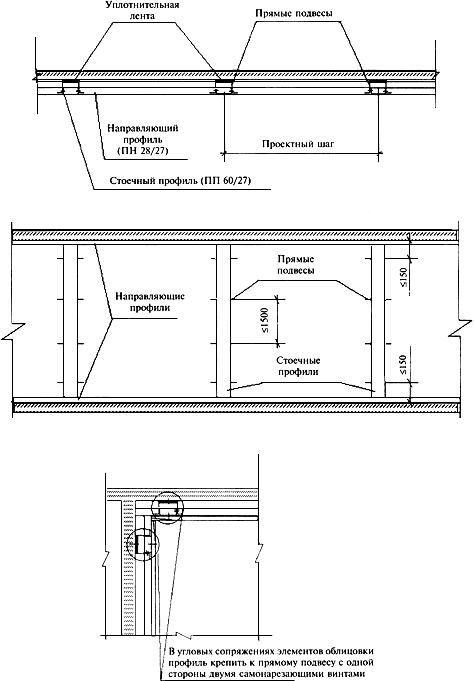 Уплотнительная
лента
Прямые подвесы
Направляющий
профиль
(ПН 28/27)
Проектный шаг
Стоечный профиль (ПП 60/27)
Прямые
подвесы
≤150
Направляющие
профили
≤1500
Стоечные
профили
≤150
В угловых сопряжениях элементов облицовки
профиль крепить к прямому подвесу с одной
стороны двумя самонарезающими винтами